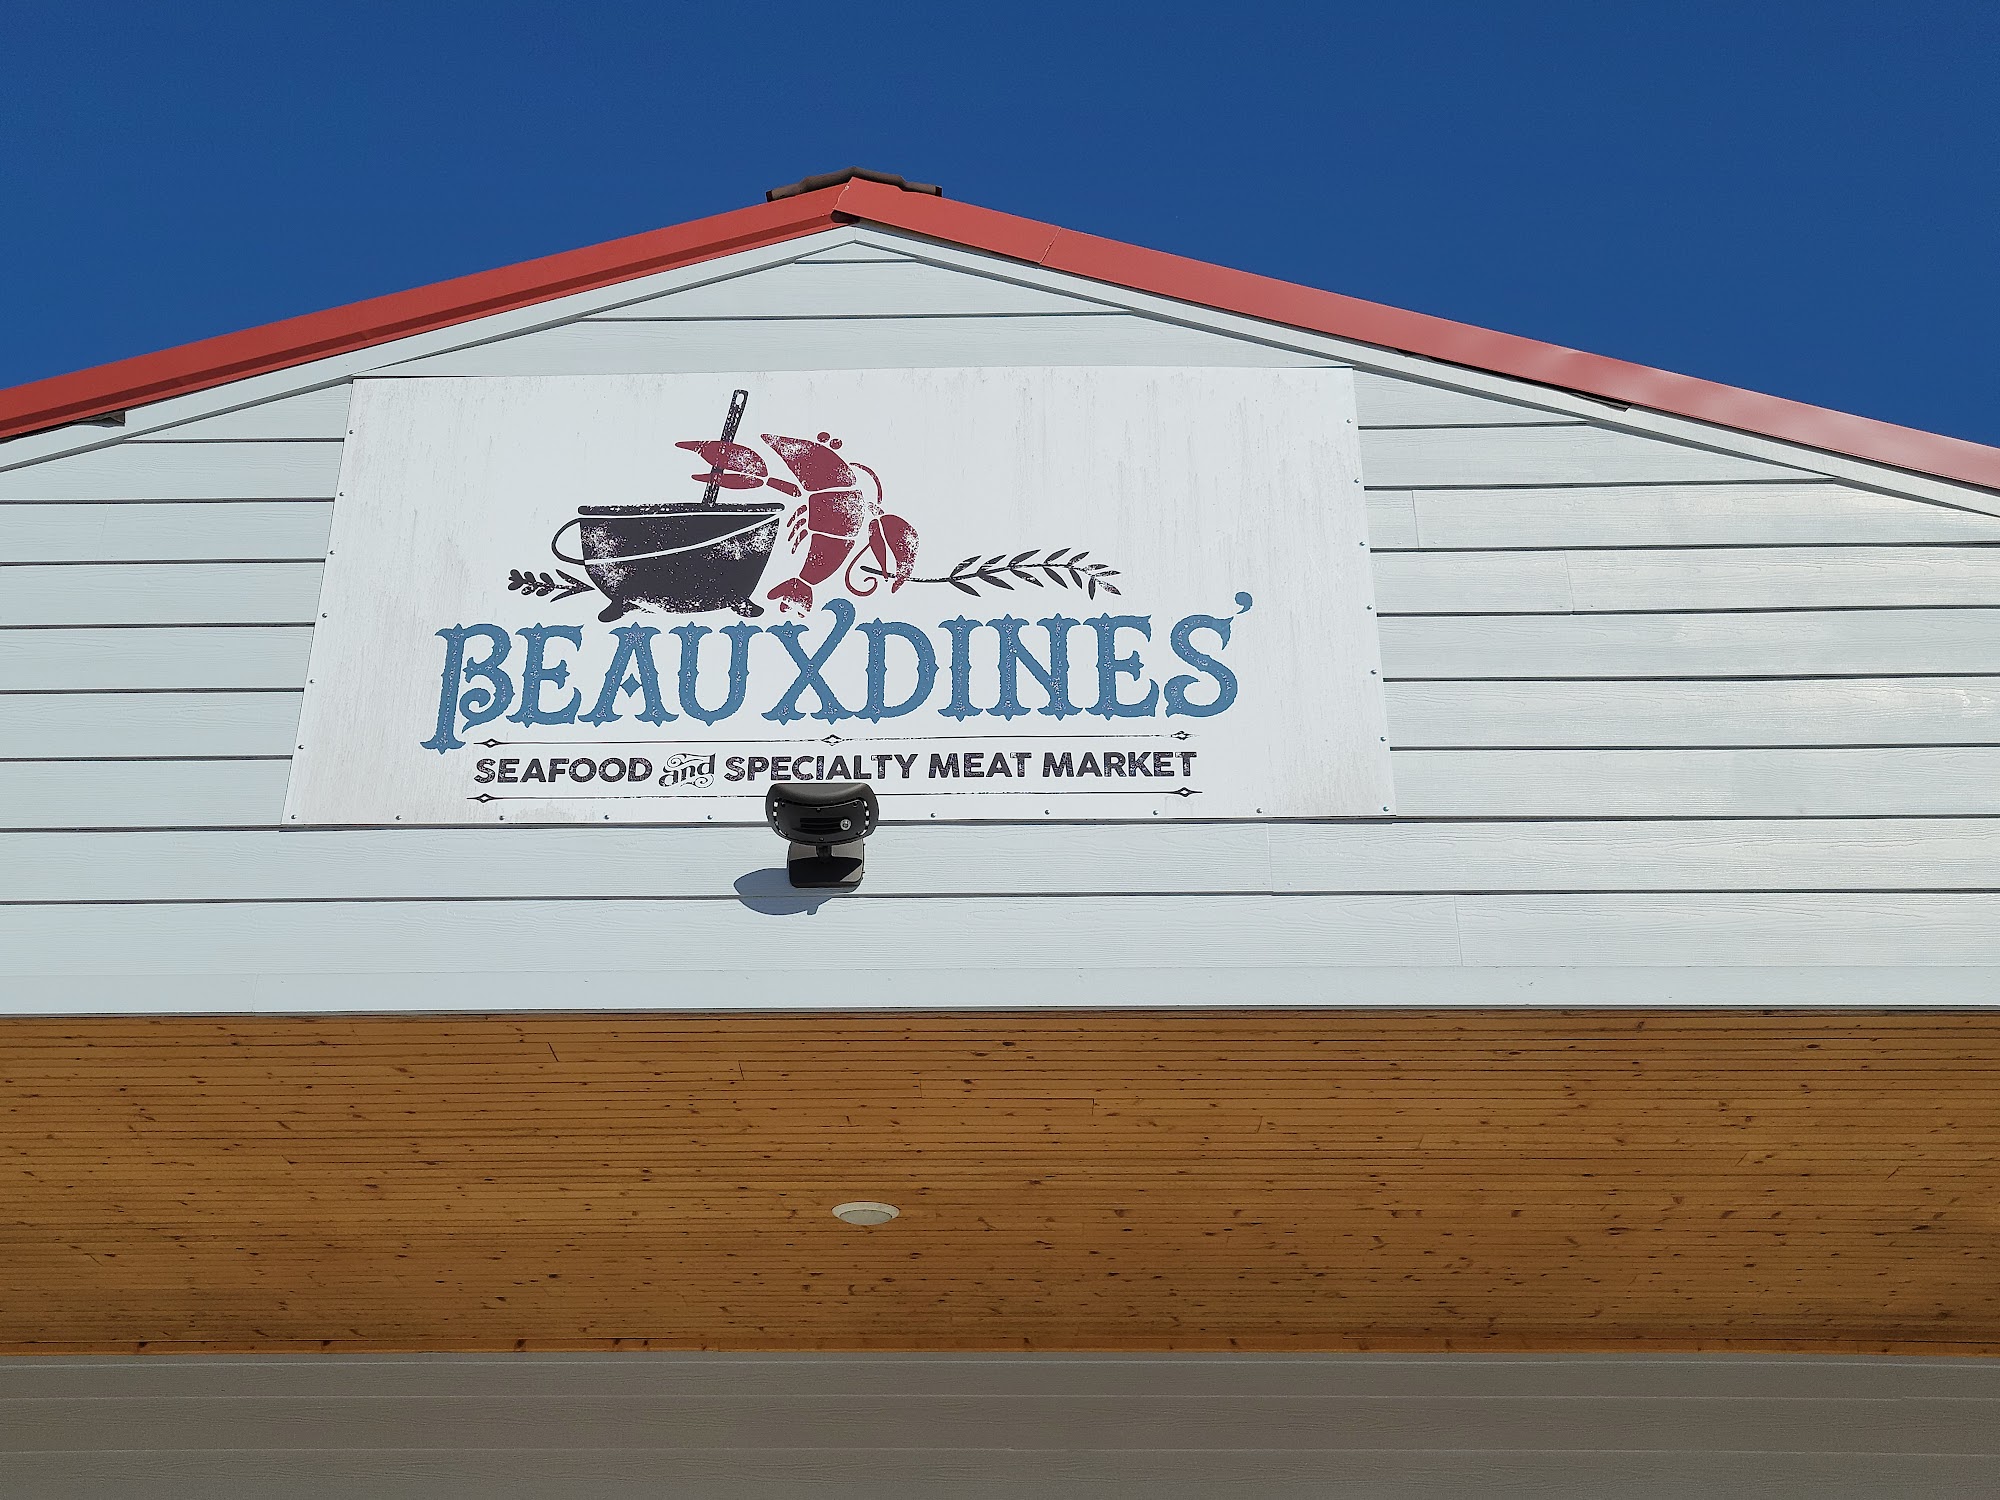 BEAUXDINES'
SEAFOOD and SPECIALTY MEAT MARKET